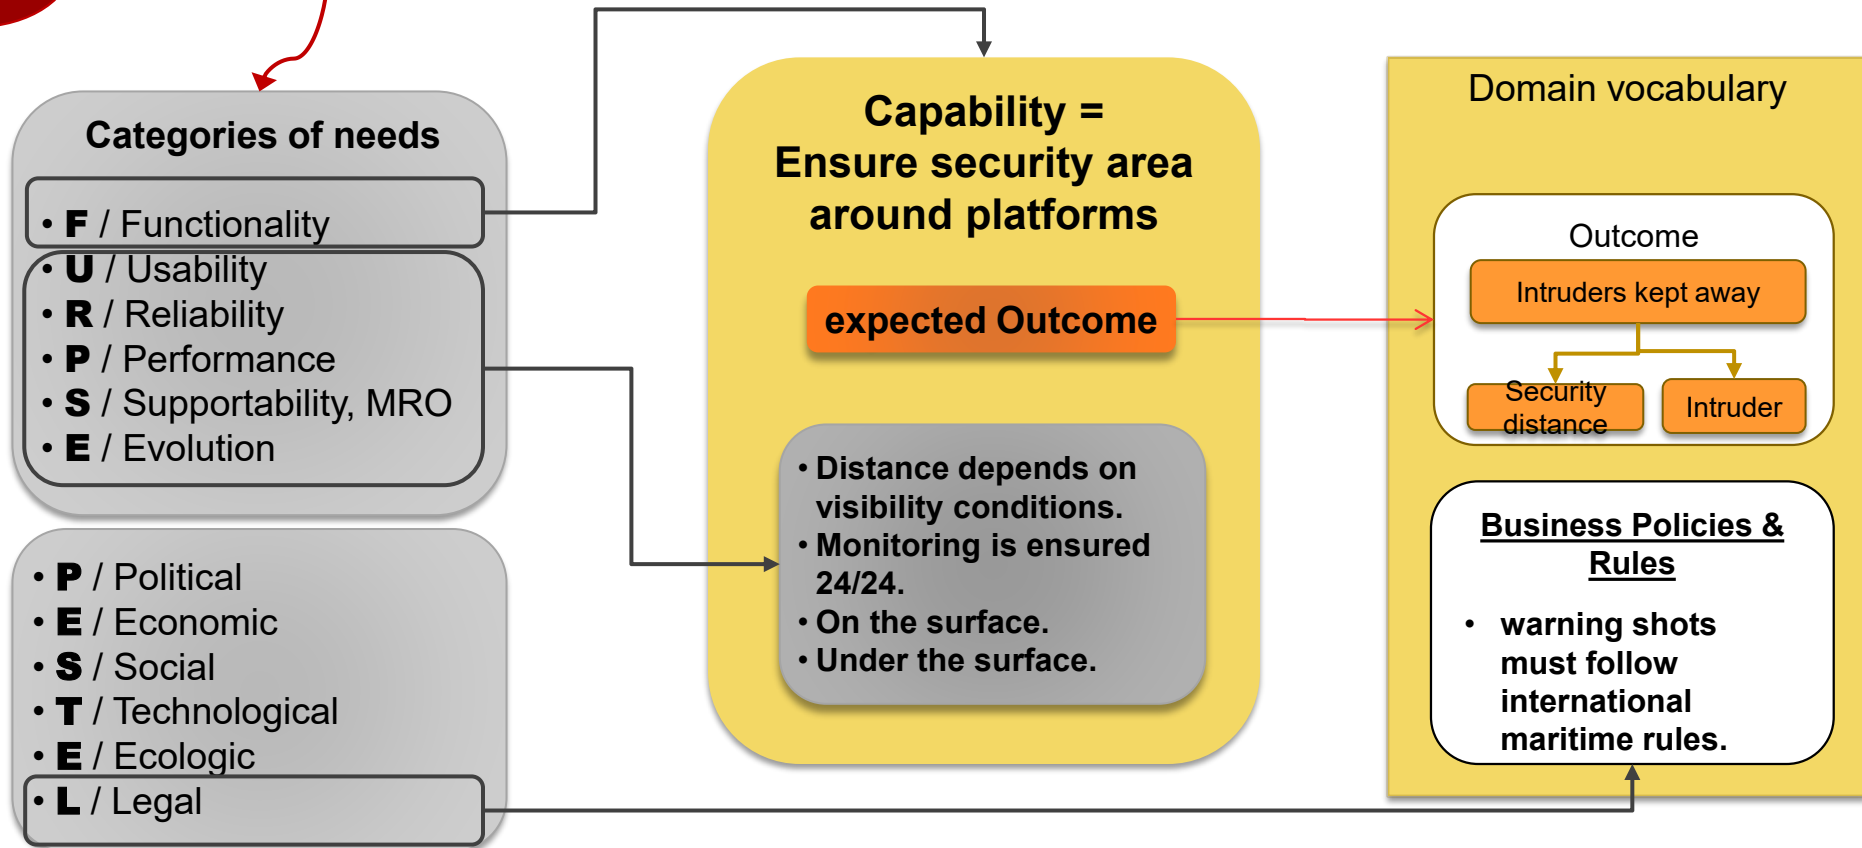 Categories of needs
• F / Functionality
• U / Usability
• R / Reliability
• P / Performance
• S / Supportability, MRO
• E / Evolution
• P / Political
• E / Economic
• S / Social
• T / Technological
• E / Ecologic
• L / Legal
Capability =
Ensure security area
around platforms
expected Outcome
• Distance depends on
visibility conditions.
• Monitoring is ensured
24/24.
• On the surface.
• Under the surface.
Domain vocabulary
Outcome
Intruders kept away
Security
distance
Intruder
Business Policies &
Rules
• warning shots
must follow
international
maritime rules.